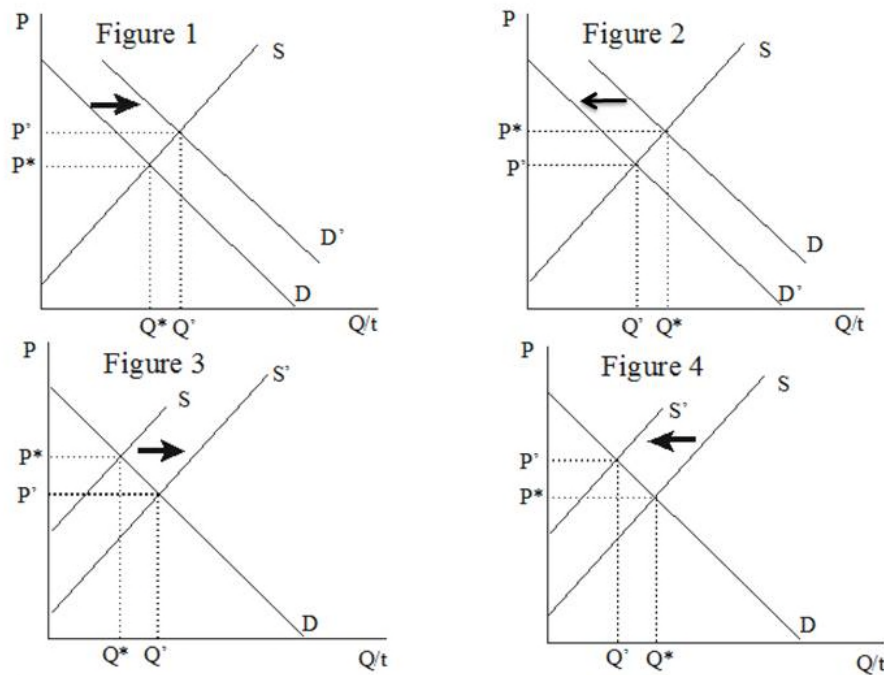 P
Figure 1
S
P’
P*
D’
D
Q* Q’ Q/t
P
Figure 2
S
P*
P’
D
D’
Q’ Q* Q/t
P
Figure 3
S’
S
P*
P’
D
Q* Q’ Q/t
P
Figure 4
S
S’
P’
P*
D
Q’ Q* Q/t